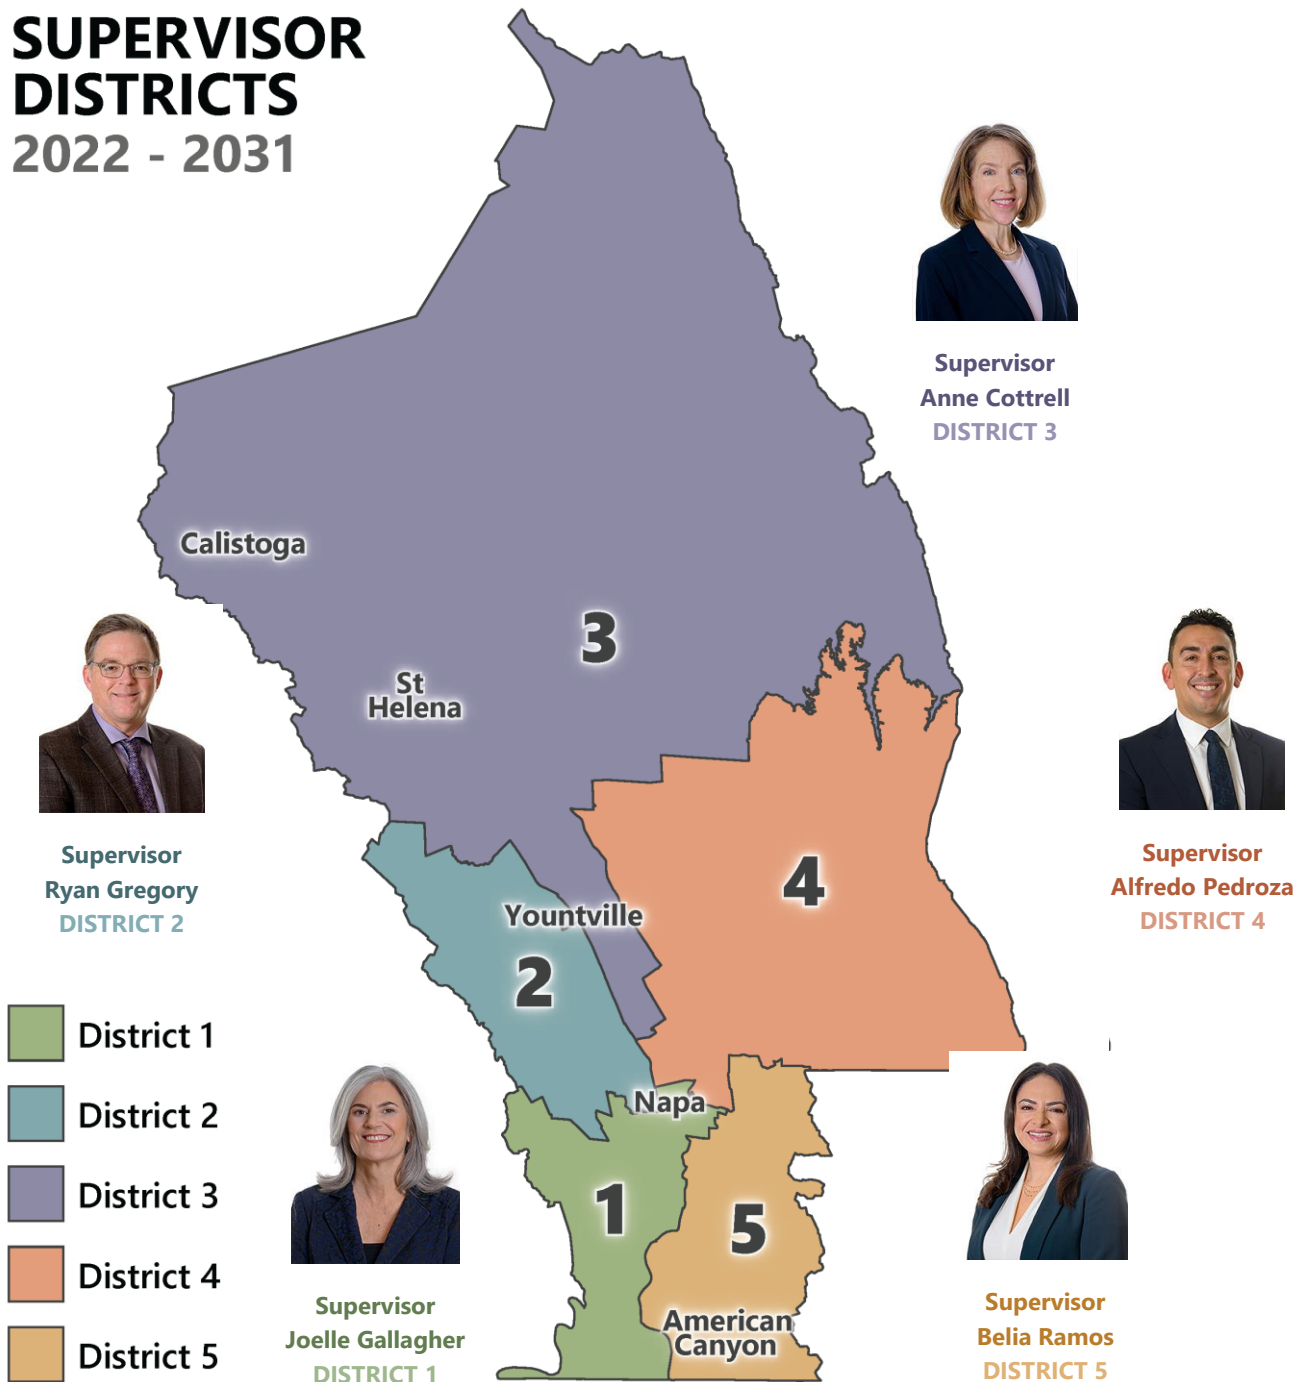 SUPERVISOR
DISTRICTS
2022 - 2031
Supervisor
Anne Cottrell
DISTRICT 3
Calistoga
3
St
Helena
Supervisor
Ryan Gregory
DISTRICT 2
Supervisor
Alfredo Pedroza
DISTRICT 4
4
Yountville
2
District 1
District 2
District 3
District 4
District 5
Napa
1
5
American
Canyon
Supervisor
Joelle Gallagher
DISTRICT 1
Supervisor
Belia Ramos
DISTRICT 5